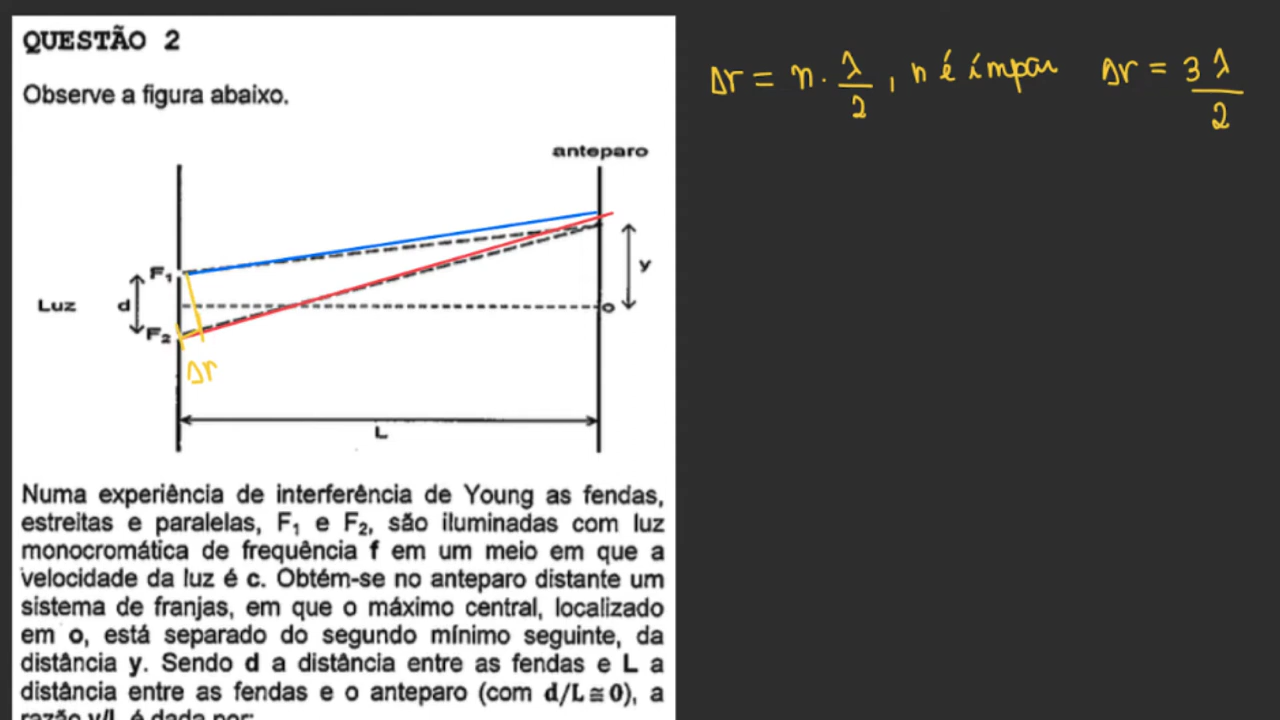 QUESTÃO 2
Observe a figura abaixo.
anteparo
F₁
y
Luz
d
o
F₂
Δr
L
Numa experiência de interferência de Young as fendas,
estreitas e paralelas, F₁ e F₂, são iluminadas com luz
monocromática de frequência f em um meio em que a
velocidade da luz é c. Obtém-se no anteparo distante um
sistema de franjas, em que o máximo central, localizado
em o, está separado do segundo mínimo seguinte, da
distância y. Sendo d a distância entre as fendas e L a
distância entre as fendas e o anteparo (com d/L ≅ 0), a
razão y/L é dada por:
Δr = n · λ/2 , n é ímpar Δr = 3λ/2